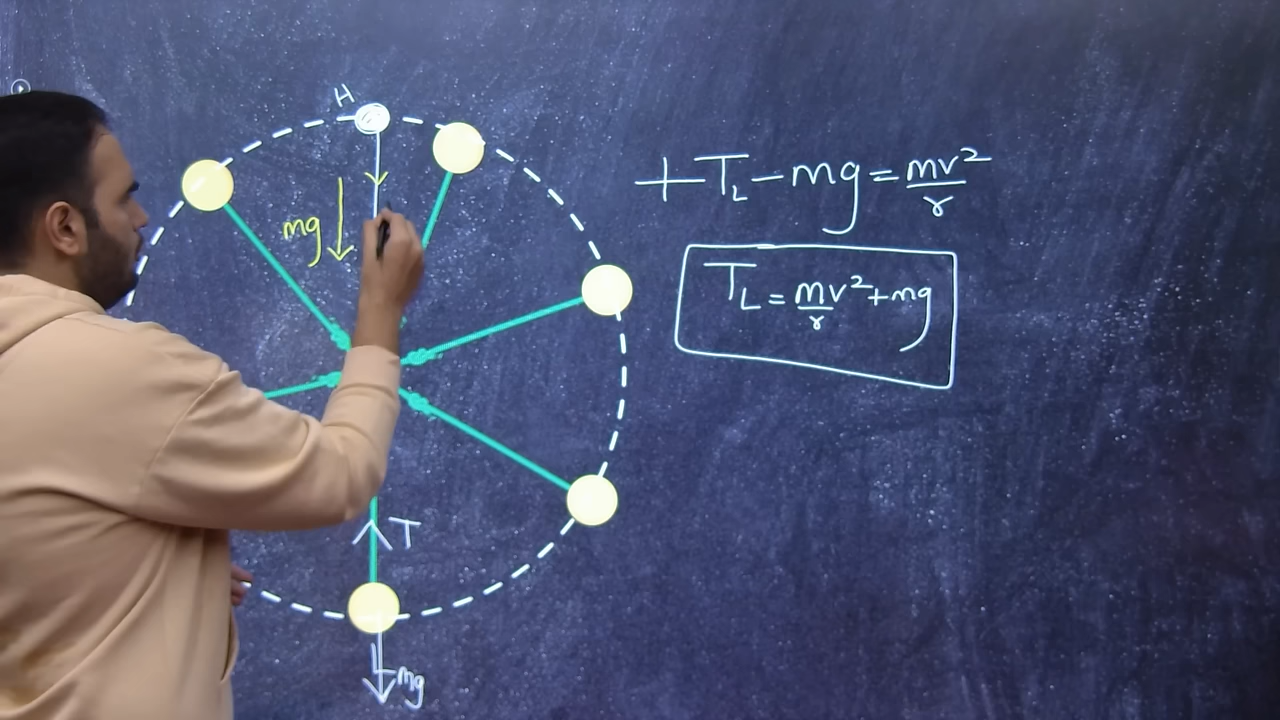 H
mg
T
mg
+T_L - mg = mv²/r
T_L = mv²/r + mg